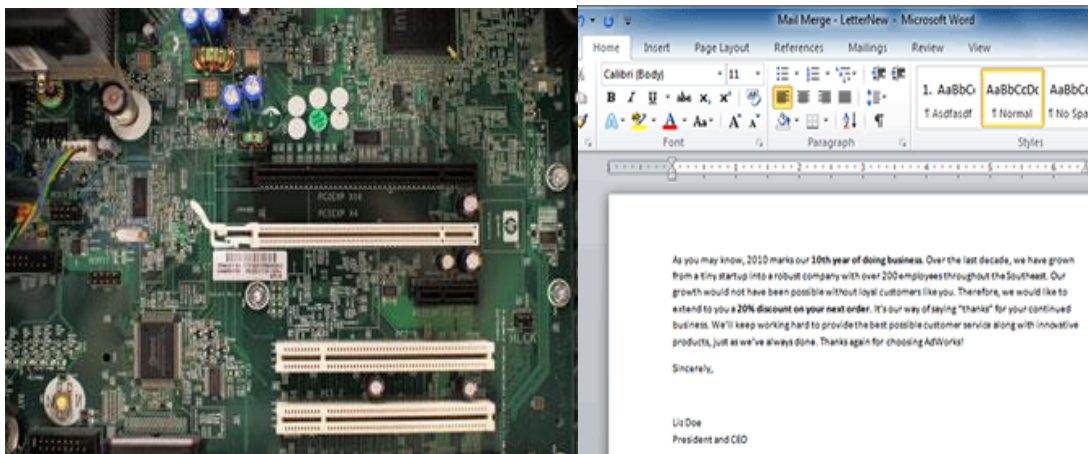 PCIEXP X16
PCIEXP X4
PCI 2
Mail Merge - LetterNew - Microsoft Word
Home Insert Page Layout References Mailings Review View
Calibri (Body) 11
1. AaBbCc AaBbCcDc AaBbCc
¶ Asdfasdf ¶ Normal ¶ No Spa
Font Paragraph Styles
As you may know, 2010 marks our 10th year of doing business. Over the last decade, we have grown
from a tiny startup into a robust company with over 200 employees throughout the Southeast. Our
growth would not have been possible without loyal customers like you. Therefore, we would like to
extend to you a 20% discount on your next order. It's our way of saying "thanks" for your continued
business. We'll keep working hard to provide the best possible customer service along with innovative
products, just as we've always done. Thanks again for choosing AdWorks!
Sincerely,
Liz Doe
President and CEO